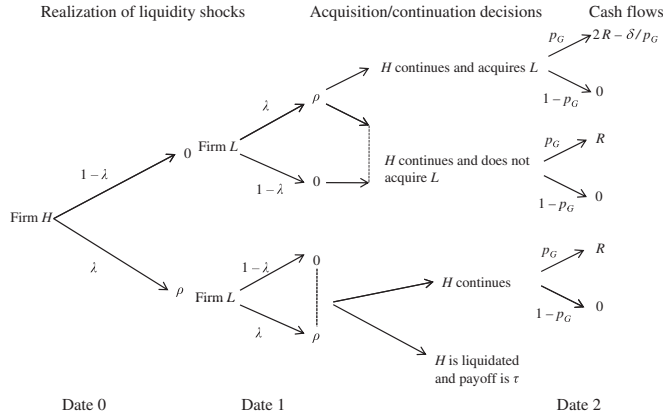 Realization of liquidity shocks
Acquisition/continuation decisions
Cash flows
p_G
2R – δ/p_G
H continues and acquires L
1 – p_G
0
λ
ρ
0
Firm L
1 – λ
0
H continues and does not
acquire L
p_G
R
1 – p_G
0
1 – λ
Firm H
λ
ρ
Firm L
1 – λ
0
λ
ρ
H continues
p_G
R
1 – p_G
0
H is liquidated
and payoff is τ
Date 0
Date 1
Date 2